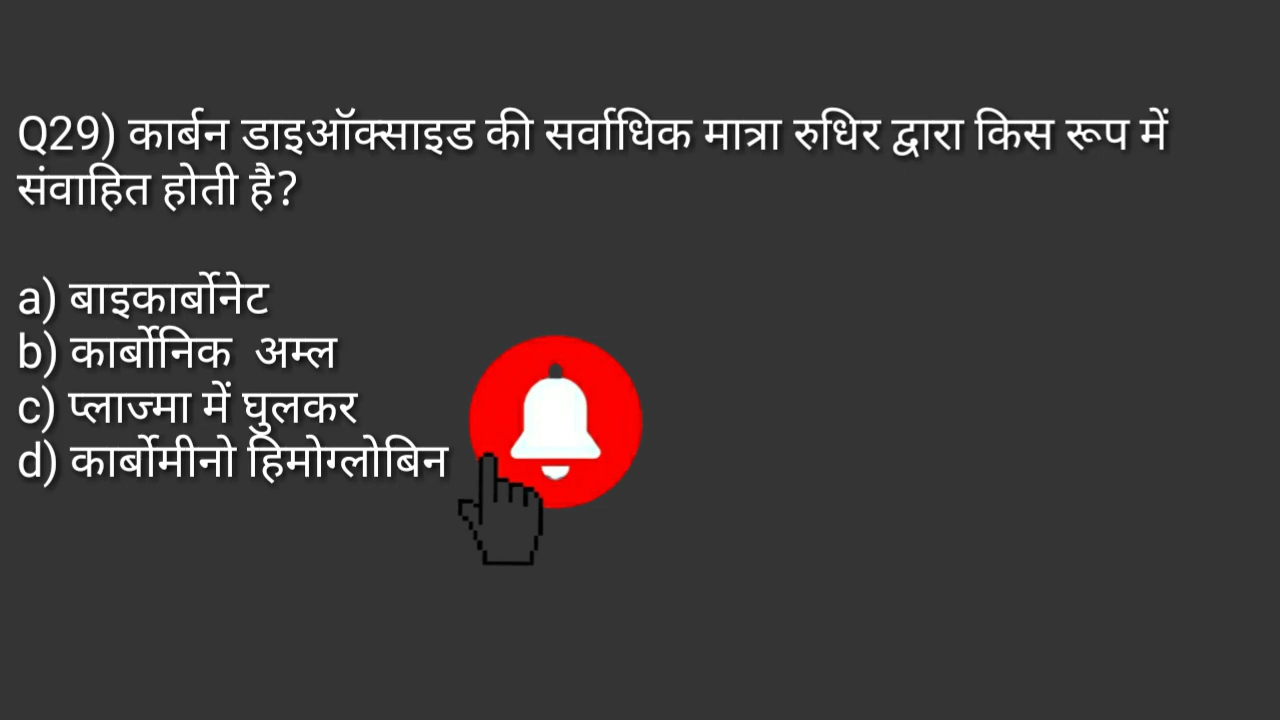 Q29) कार्बन डाइऑक्साइड की सर्वाधिक मात्रा रुधिर द्वारा किस रूप में
संवाहित होती है?
a) बाइकार्बोनेट
b) कार्बोनिक  अम्ल
c) प्लाज्मा में घुलकर
d) कार्बोमीनो हिमोग्लोबिन